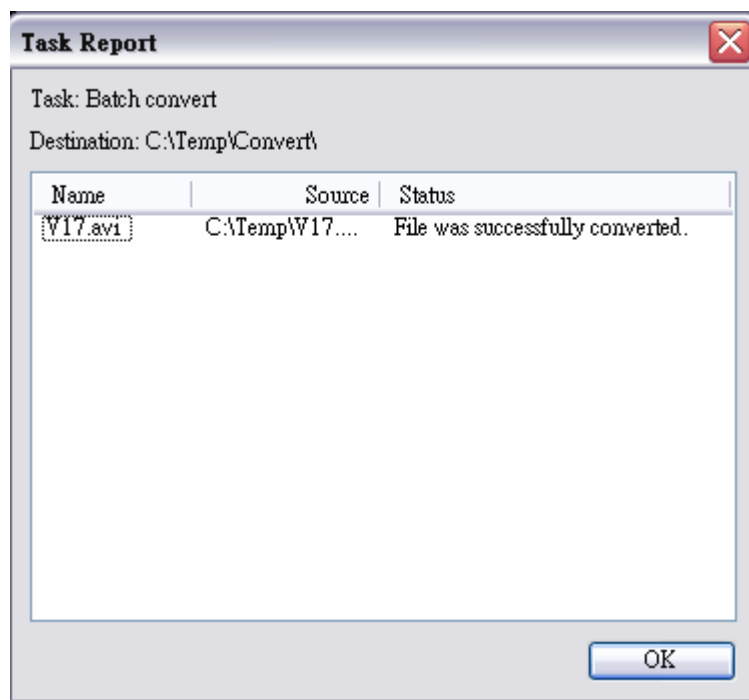 Task Report
Task: Batch convert
Destination: C:\Temp\Convert\
Name Source Status
V17.avi C:\Temp\V17.... File was successfully converted..
OK